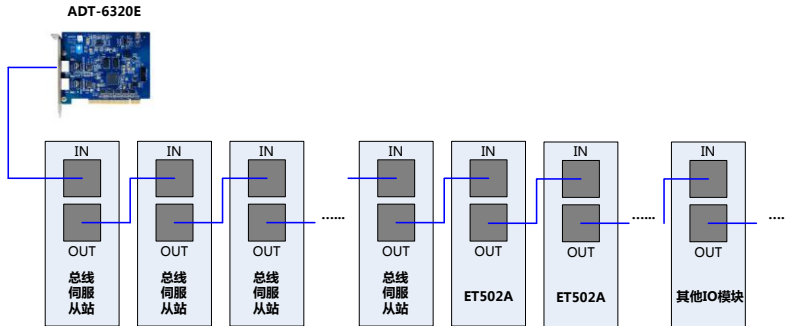 ADT-6320E
IN IN IN IN IN IN IN
...... ...... ....
OUT OUT OUT OUT OUT OUT OUT
总线
伺服
从站
总线
伺服
从站
总线
伺服
从站
总线
伺服
从站
ET502A
ET502A
其他IO模块